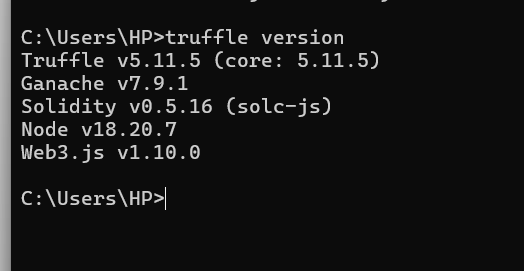 C:\Users\HP>truffle version
Truffle v5.11.5 (core: 5.11.5)
Ganache v7.9.1
Solidity v0.5.16 (solc-js)
Node v18.20.7
Web3.js v1.10.0
C:\Users\HP>